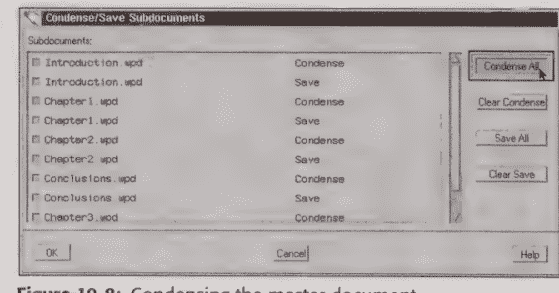 Condense/Save Subdocuments
Subdocuments:
Introduction.wpd Condense
Introduction.wpd Save
Chapter1.wpd Condense
Chapter1.wpd Save
Chapter2.wpd Condense
Chapter2.wpd Save
Conclusions.wpd Condense
Conclusions.wpd Save
Chapter3.wpd Condense
Condense All
Clear Condense
Save All
Clear Save
OK Cancel Help
Figure 19-8: Condensing the master document